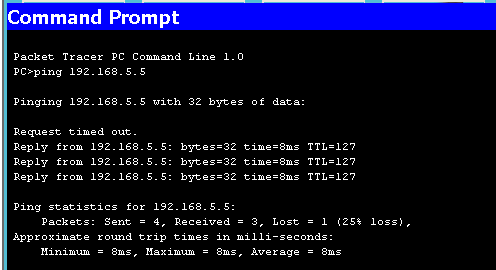 Command Prompt
Packet Tracer PC Command Line 1.0
PC>ping 192.168.5.5
Pinging 192.168.5.5 with 32 bytes of data:
Request timed out.
Reply from 192.168.5.5: bytes=32 time=8ms TTL=127
Reply from 192.168.5.5: bytes=32 time=8ms TTL=127
Reply from 192.168.5.5: bytes=32 time=8ms TTL=127
Ping statistics for 192.168.5.5:
Packets: Sent = 4, Received = 3, Lost = 1 (25% loss),
Approximate round trip times in milli-seconds:
Minimum = 8ms, Maximum = 8ms, Average = 8ms